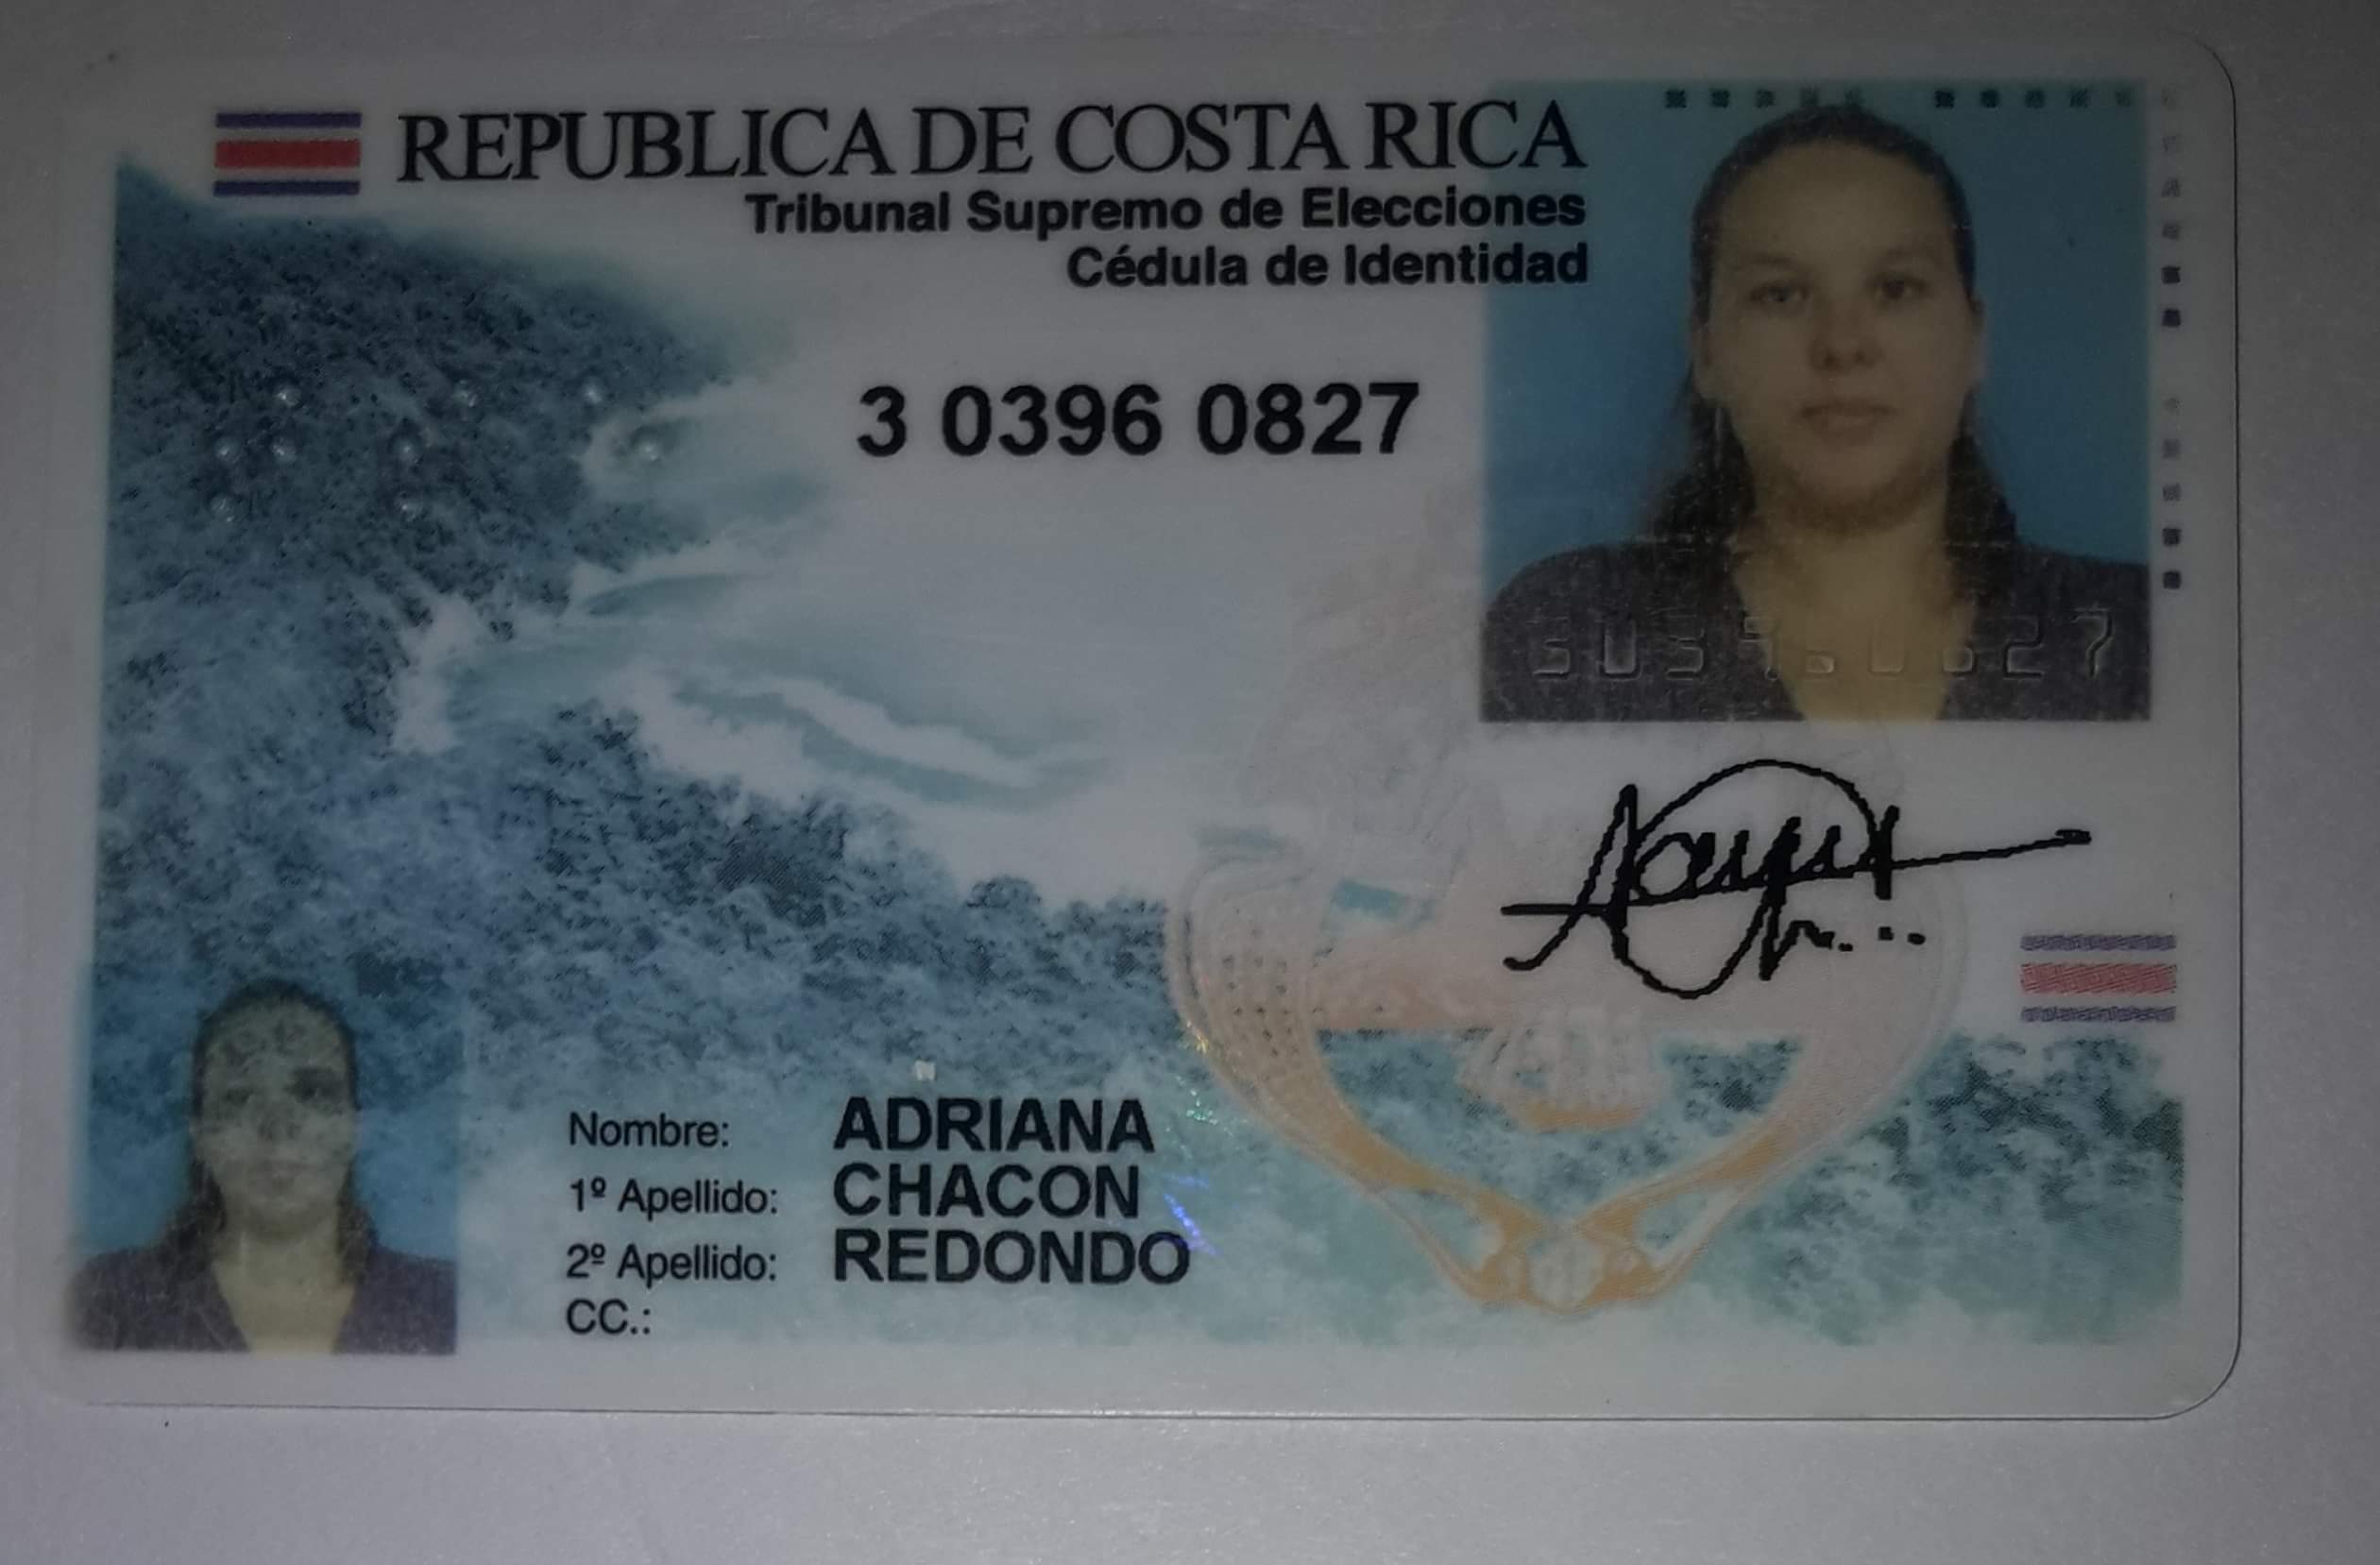 REPUBLICA DE COSTA RICA
Tribunal Supremo de Elecciones
Cédula de Identidad
3 0396 0827
Nombre: ADRIANA
1º Apellido: CHACON
2º Apellido: REDONDO
CC.: